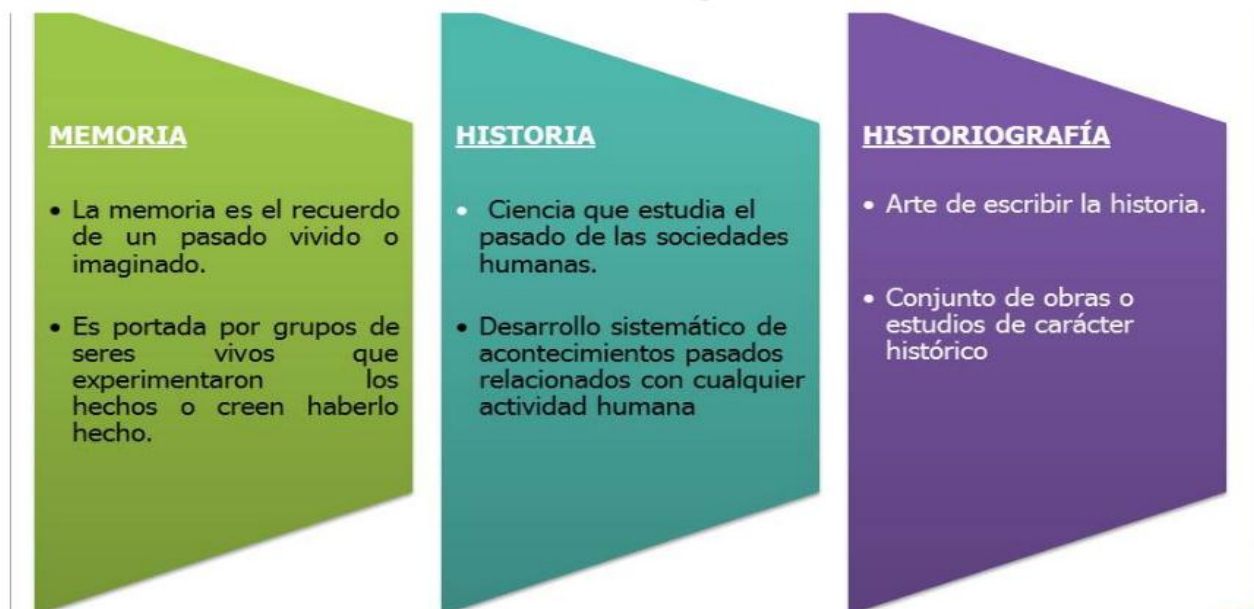 MEMORIA
• La memoria es el recuerdo
de un pasado vivido o
imaginado.
• Es portada por grupos de
seres vivos que
experimentaron los
hechos o creen haberlo
hecho.
HISTORIA
• Ciencia que estudia el
pasado de las sociedades
humanas.
• Desarrollo sistemático de
acontecimientos pasados
relacionados con cualquier
actividad humana
HISTORIOGRAFÍA
• Arte de escribir la historia.
• Conjunto de obras o
estudios de carácter
histórico